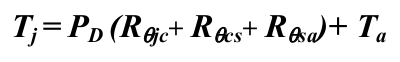 Tj = PD (Rθjc+ Rθcs+ Rθsa)+ Ta